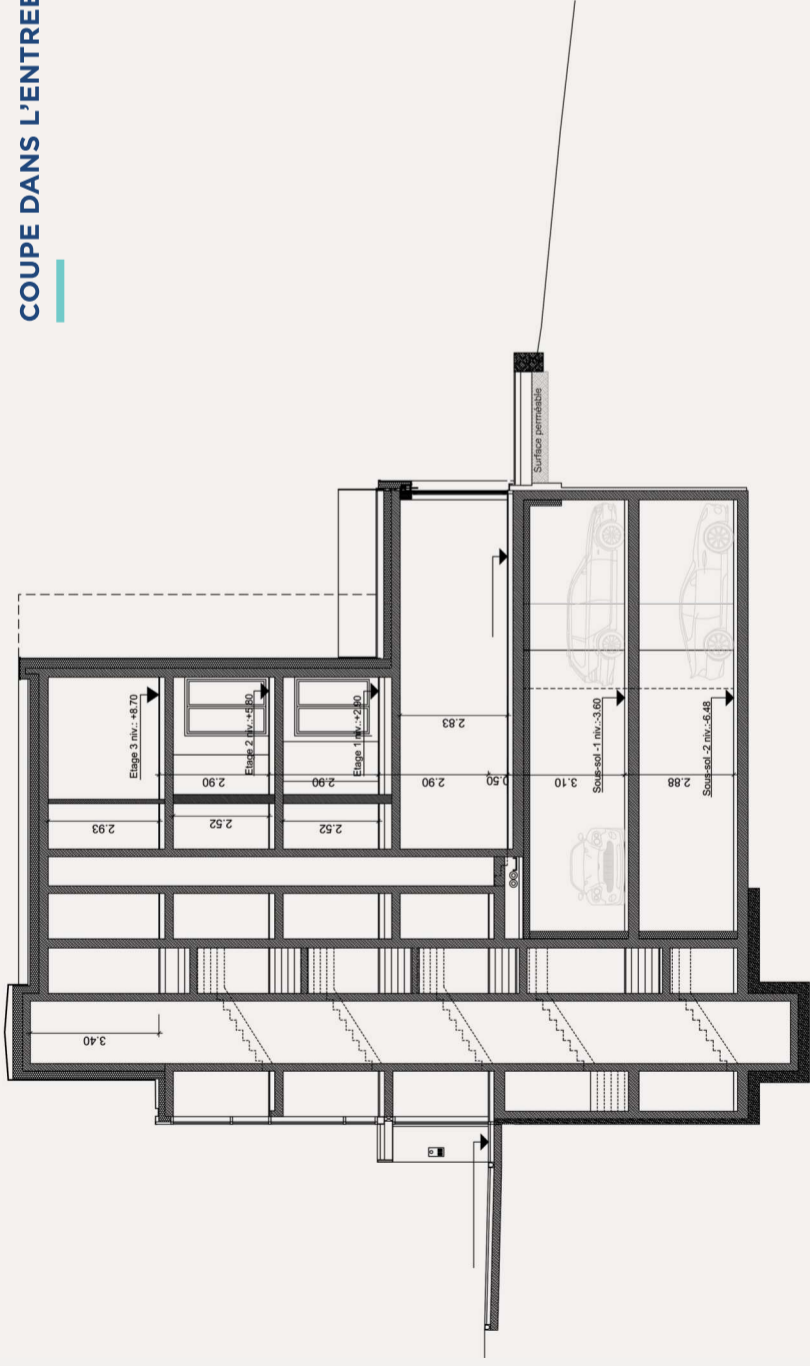 COUPE DANS L'ENTREE
Etage 3 niv.: +8.70
2.93
2.90
2.52
Etage 2 niv.:+5.80
2.90
2.52
Etage 1 niv.:+2.90
2.83
2.90
0.50
3.10
Sous-sol -1 niv.:-3.60
2.88
Sous-sol -2 niv.:-6.48
3.40
Surface perméable